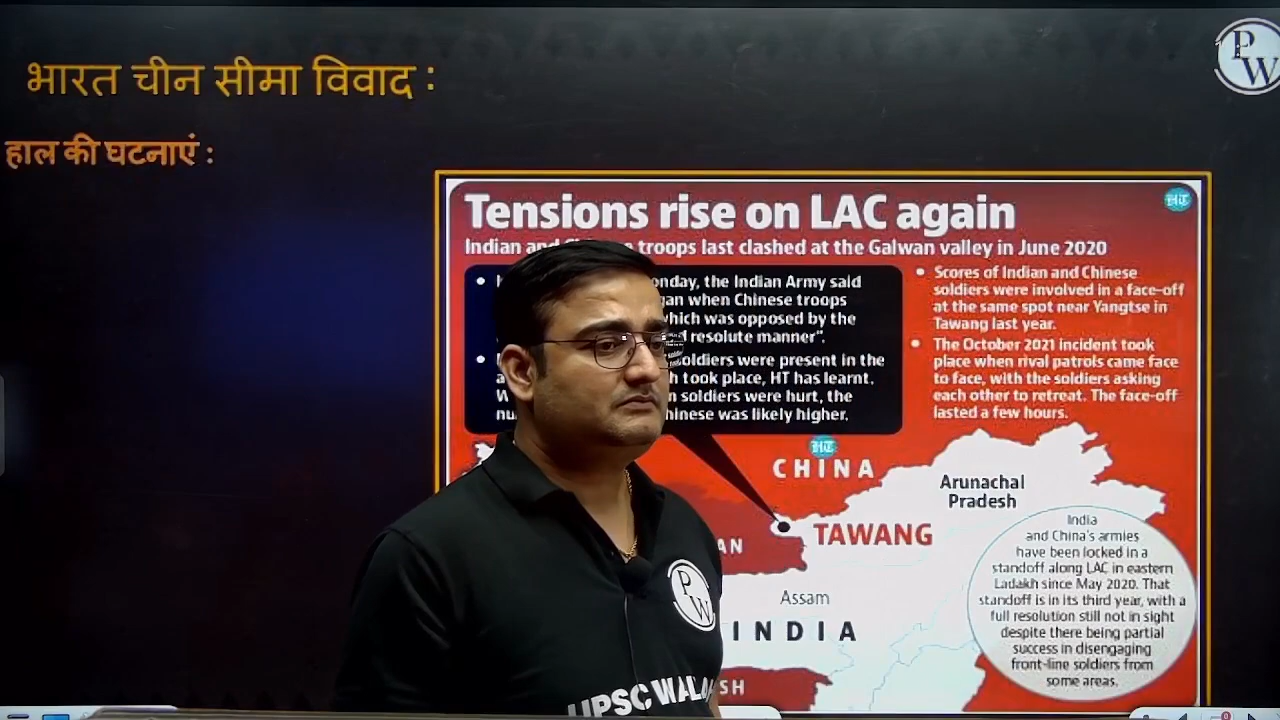 भारत चीन सीमा विवाद :
PW
हाल की घटनाएं :
Tensions rise on LAC again
HT
Indian and troops last clashed at the Galwan valley in June 2020
onday, the Indian Army said
gan when Chinese troops
which was opposed by the
d resolute manner".
soldiers were present in the
h took place, HT has learnt.
n soldiers were hurt, the
hinese was likely higher.
Scores of Indian and Chinese
soldiers were involved in a face-off
at the same spot near Yangtse in
Tawang last year.
The October 2021 incident took
place when rival patrols came face
to face, with the soldiers asking
each other to retreat. The face-off
lasted a few hours.
HT
CHINA
Arunachal
Pradesh
TAWANG
AN
Assam
INDIA
SH
India
and China's armies
have been locked in a
standoff along LAC in eastern
Ladakh since May 2020. That
standoff is in its third year, with a
full resolution still not in sight
despite there being partial
success in disengaging
front-line soldiers from
some areas.
PW
UPSC WALA